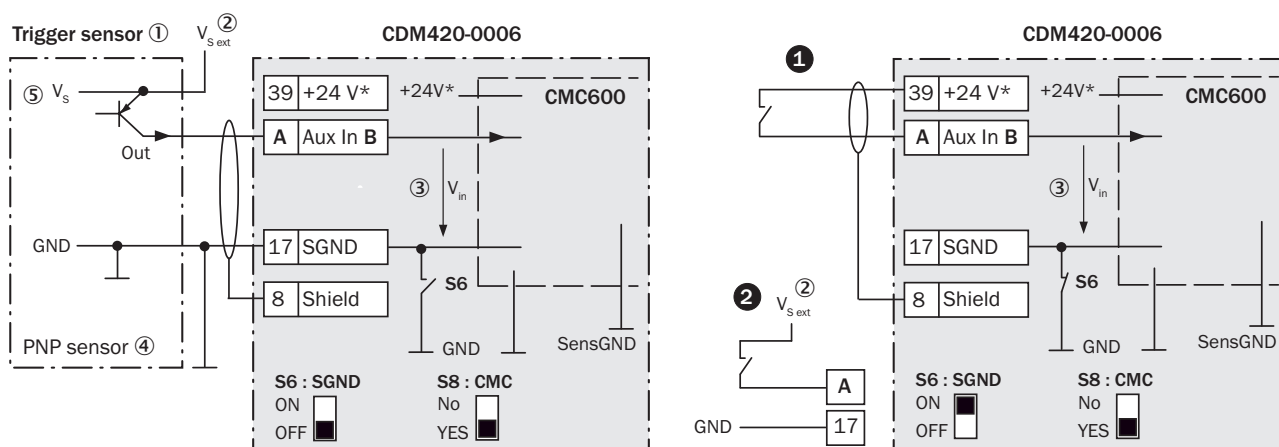 Trigger sensor ①
V S ext ②
CDM420-0006
⑤ V S
39 +24 V*
+24V*
CMC600
A Aux In B
Out
③ V in
GND
17 SGND
S6
8 Shield
PNP sensor ④
GND
SensGND
S6 : SGND
ON
OFF
S8 : CMC
No
YES
CDM420-0006
❶
39 +24 V*
+24V*
CMC600
A Aux In B
③ V in
17 SGND
S6
8 Shield
❷ V S ext ②
GND
SensGND
A
GND
17
S6 : SGND
ON
OFF
S8 : CMC
No
YES